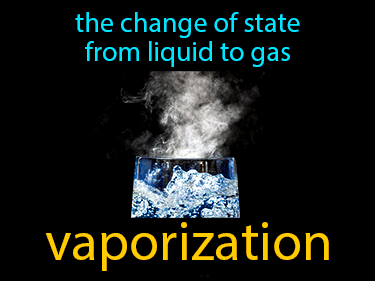 the change of state
from liquid to gas
vaporization